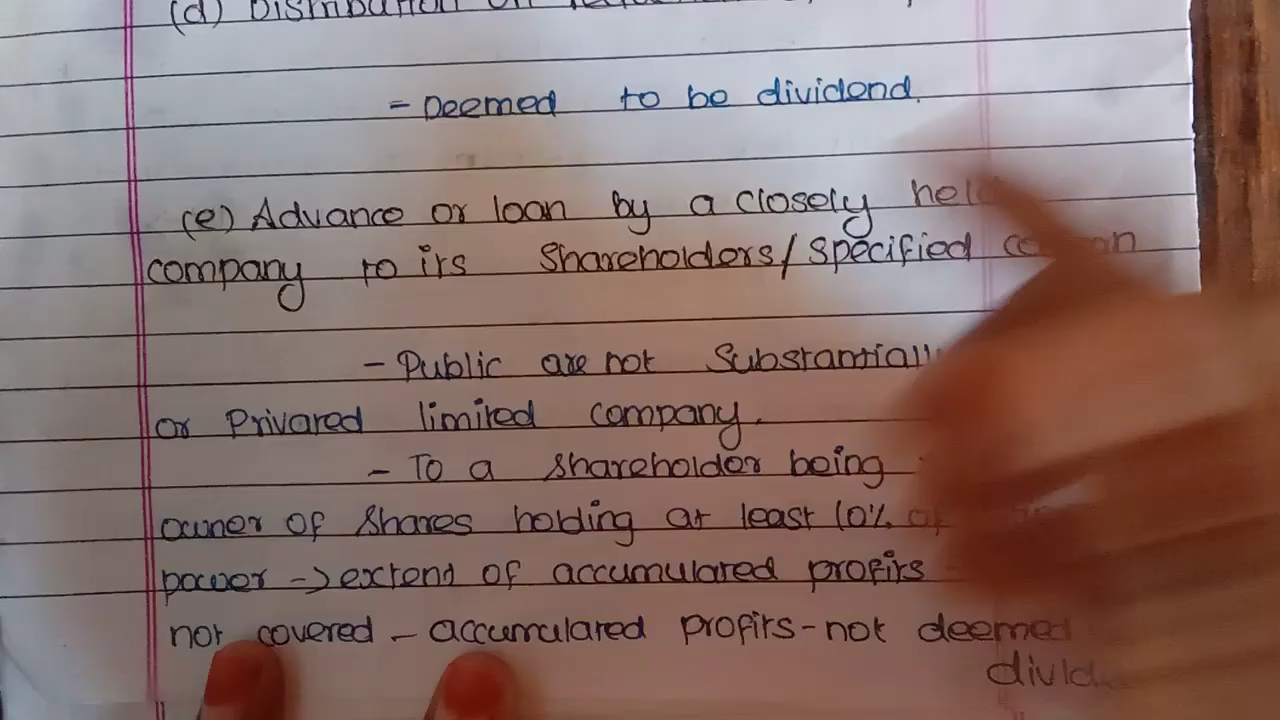 (d) Distribution on
- Deemed to be dividend.
(e) Advance or loan by a closely held
company to its Shareholders/Specified
- Public are not Substantially
or Privated limited company.
- To a shareholder being
owner of shares holding at least 10% of
power -> extend of accumulated profits
not covered - accumulated profits - not deemed